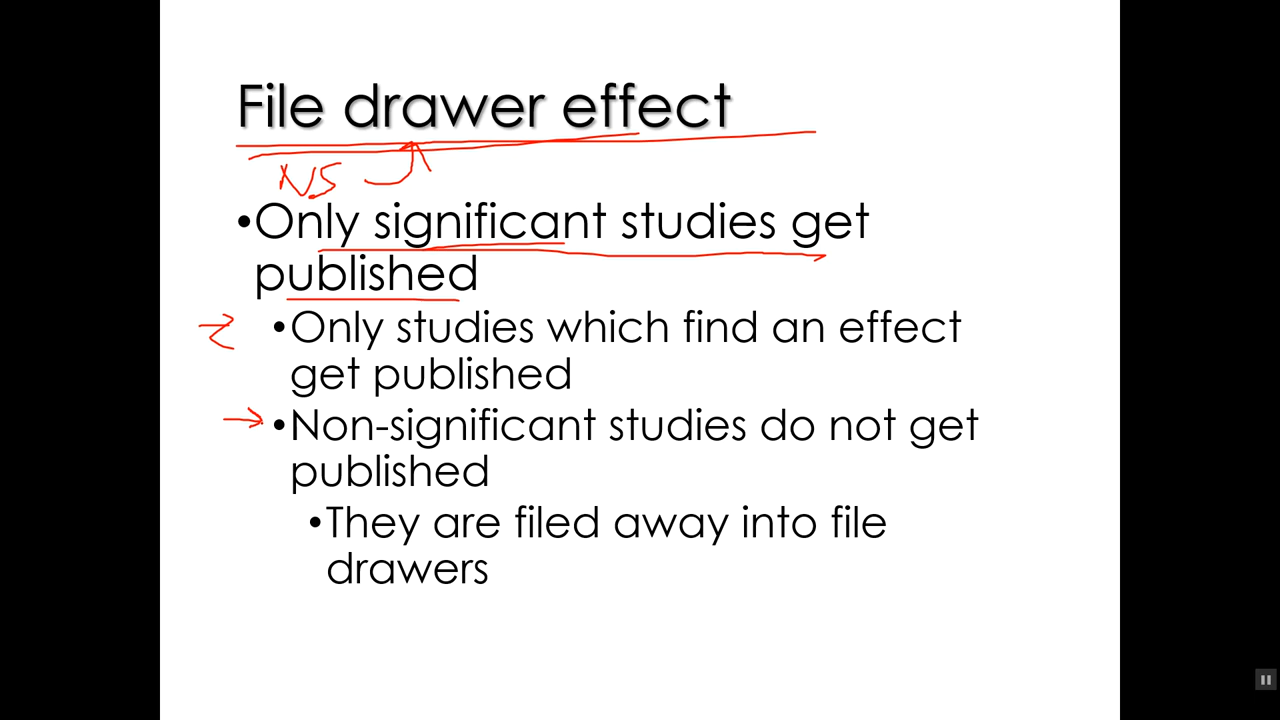 File drawer effect
NS
•Only significant studies get
published
•Only studies which find an effect
get published
•Non-significant studies do not get
published
•They are filed away into file
drawers